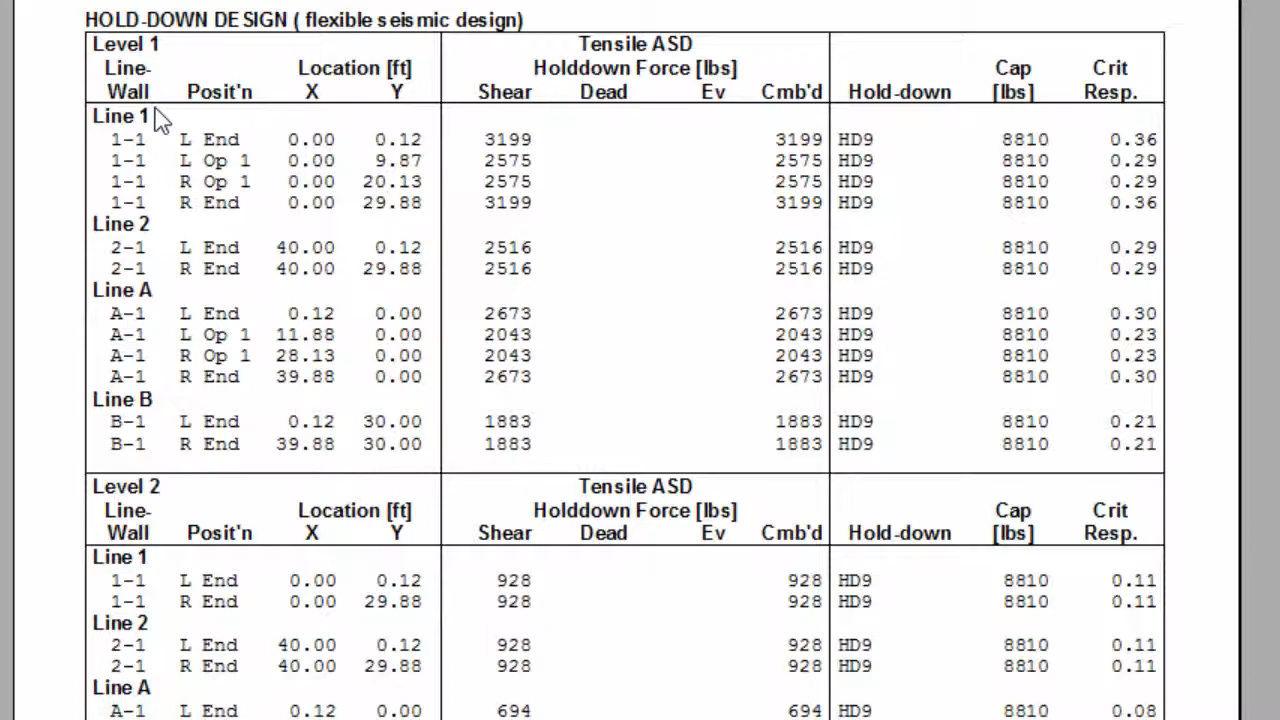 HOLD-DOWN DESIGN ( flexible seismic design)
Level 1 Tensile ASD
Line- Location [ft] Holddown Force [lbs] Cap Crit
Wall Posit'n X Y Shear Dead Ev Cmb'd Hold-down [lbs] Resp.
Line 1
1-1 L End 0.00 0.12 3199 3199 HD9 8810 0.36
1-1 L Op 1 0.00 9.87 2575 2575 HD9 8810 0.29
1-1 R Op 1 0.00 20.13 2575 2575 HD9 8810 0.29
1-1 R End 0.00 29.88 3199 3199 HD9 8810 0.36
Line 2
2-1 L End 40.00 0.12 2516 2516 HD9 8810 0.29
2-1 R End 40.00 29.88 2516 2516 HD9 8810 0.29
Line A
A-1 L End 0.12 0.00 2673 2673 HD9 8810 0.30
A-1 L Op 1 11.88 0.00 2043 2043 HD9 8810 0.23
A-1 R Op 1 28.13 0.00 2043 2043 HD9 8810 0.23
A-1 R End 39.88 0.00 2673 2673 HD9 8810 0.30
Line B
B-1 L End 0.12 30.00 1883 1883 HD9 8810 0.21
B-1 R End 39.88 30.00 1883 1883 HD9 8810 0.21
Level 2 Tensile ASD
Line- Location [ft] Holddown Force [lbs] Cap Crit
Wall Posit'n X Y Shear Dead Ev Cmb'd Hold-down [lbs] Resp.
Line 1
1-1 L End 0.00 0.12 928 928 HD9 8810 0.11
1-1 R End 0.00 29.88 928 928 HD9 8810 0.11
Line 2
2-1 L End 40.00 0.12 928 928 HD9 8810 0.11
2-1 R End 40.00 29.88 928 928 HD9 8810 0.11
Line A
A-1 L End 0.12 0.00 694 694 HD9 8810 0.08